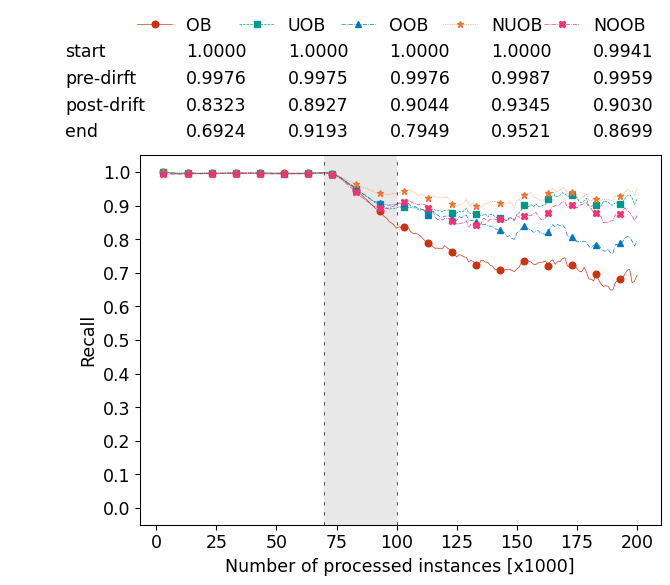 OB UOB OOB NUOB NOOB
start 1.0000 1.0000 1.0000 1.0000 0.9941
pre-dirft 0.9976 0.9975 0.9976 0.9987 0.9959
post-drift 0.8323 0.8927 0.9044 0.9345 0.9030
end 0.6924 0.9193 0.7949 0.9521 0.8699
1.0
0.9
0.8
0.7
0.6
0.5
0.4
0.3
0.2
0.1
0.0
Recall
0 25 50 75 100 125 150 175 200
Number of processed instances [x1000]